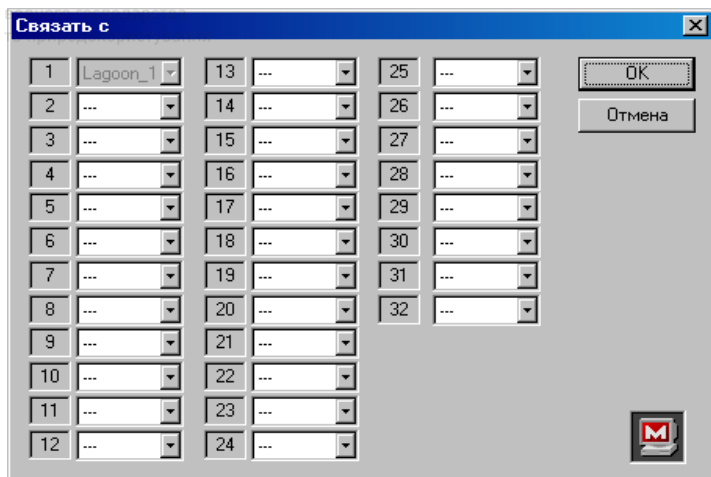 Связать с
1 Lagoon_1 13 --- 25 --- OK
2 --- 14 --- 26 --- Отмена
3 --- 15 --- 27 ---
4 --- 16 --- 28 ---
5 --- 17 --- 29 ---
6 --- 18 --- 30 ---
7 --- 19 --- 31 ---
8 --- 20 --- 32 ---
9 --- 21 ---
10 --- 22 ---
11 --- 23 ---
12 --- 24 ---
M